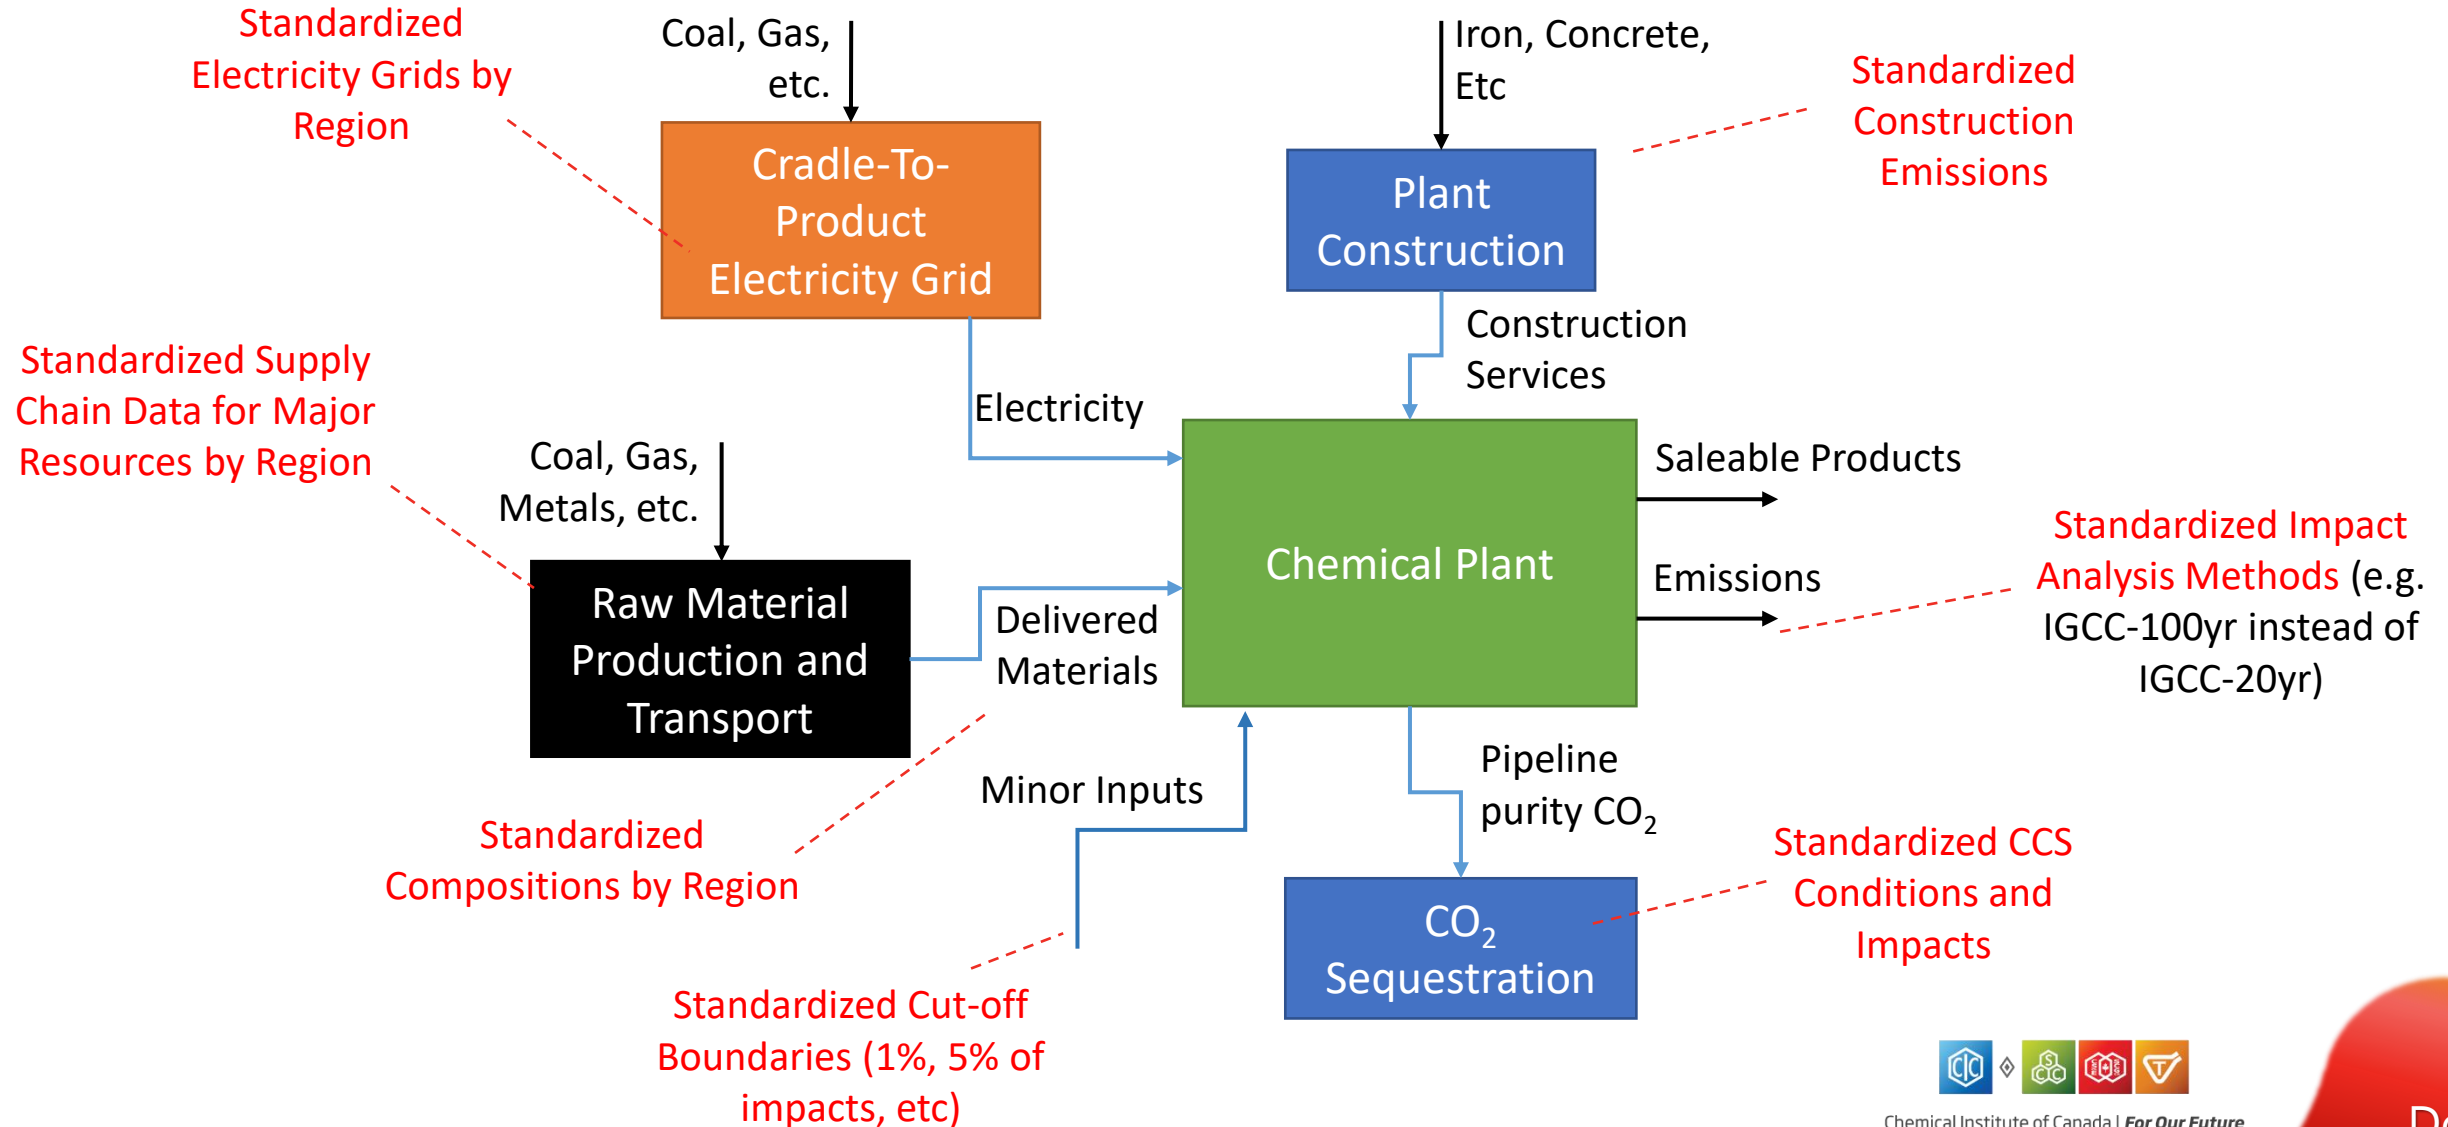 Standardized
Electricity Grids by
Region
Coal, Gas,
etc.
Iron, Concrete,
Etc
Standardized
Construction
Emissions
Cradle-To-
Product
Electricity Grid
Plant
Construction
Construction
Services
Standardized Supply
Chain Data for Major
Resources by Region
Electricity
Coal, Gas,
Metals, etc.
Saleable Products
Chemical Plant
Emissions
Standardized Impact
Analysis Methods (e.g.
IGCC-100yr instead of
IGCC-20yr)
Raw Material
Production and
Transport
Delivered
Materials
Minor Inputs
Pipeline
purity CO2
Standardized
Compositions by Region
Standardized CCS
Conditions and
Impacts
CO2
Sequestration
Standardized Cut-off
Boundaries (1%, 5% of
impacts, etc)
CIC
Chemical Institute of Canada | For Our Future